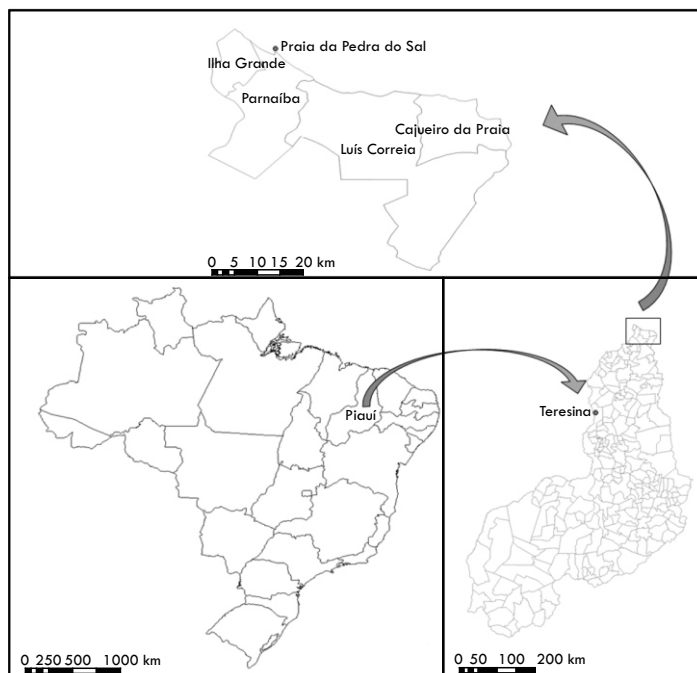 Praia da Pedra do Sal
Ilha Grande
Parnaíba
Cajueiro da Praia
Luís Correia
0 5 10 15 20
km
Piauí
Teresina
0 250 500 1000 km
0 50 100 200 km